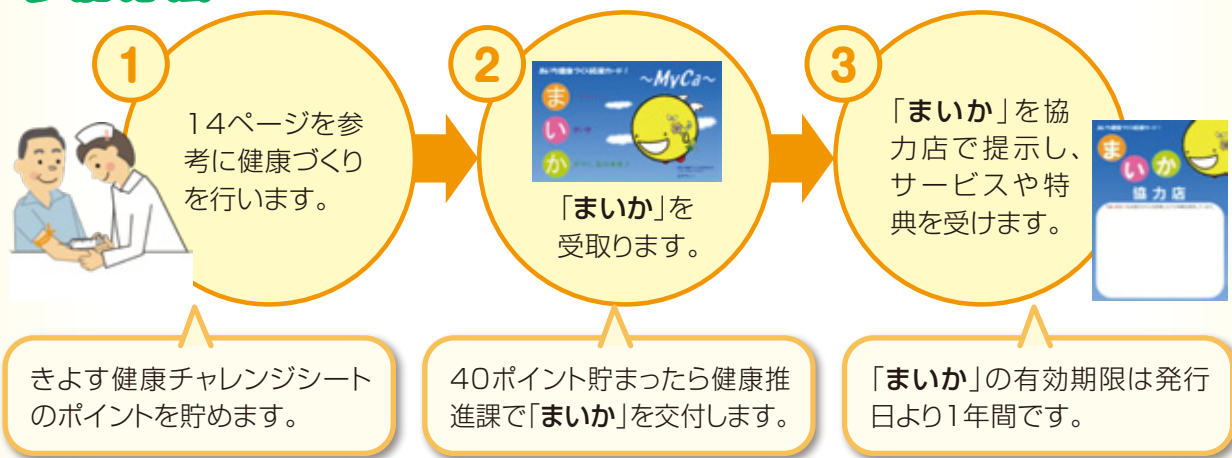 1
14ページを参
考に健康づくり
を行います。
きよす健康チャレンジシート
のポイントを貯めます。
2
~MyCa~
ま
い
か
「まいか」を
受取ります。
40ポイント貯まったら健康推
進課で「まいか」を交付します。
3
「まいか」を協
力店で提示し、
サービスや特
典を受けます。
まいか
協力店
「まいか」の有効期限は発行
日より1年間です。